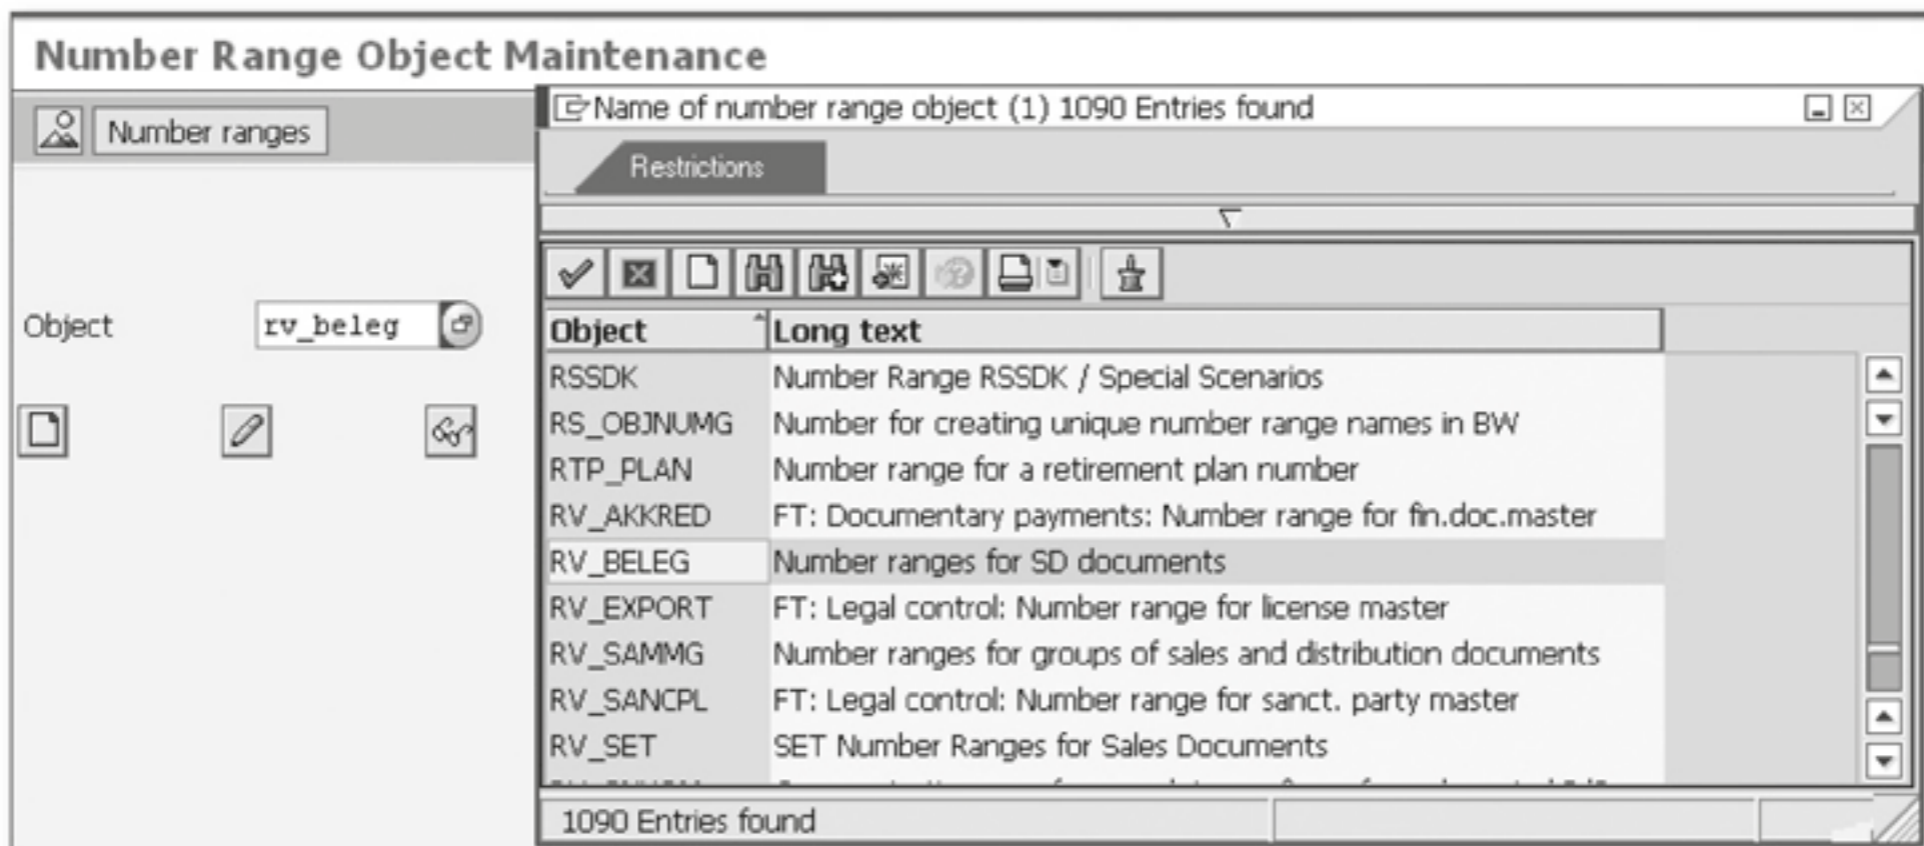 Number Range Object Maintenance
Number ranges
Object rv_beleg
Name of number range object (1) 1090 Entries found
Restrictions
Object Long text
RSSDK Number Range RSSDK / Special Scenarios
RS_OBJNUMG Number for creating unique number range names in BW
RTP_PLAN Number range for a retirement plan number
RV_AKKRED FT: Documentary payments: Number range for fin.doc.master
RV_BELEG Number ranges for SD documents
RV_EXPORT FT: Legal control: Number range for license master
RV_SAMMG Number ranges for groups of sales and distribution documents
RV_SANCPL FT: Legal control: Number range for sanct. party master
RV_SET SET Number Ranges for Sales Documents
1090 Entries found